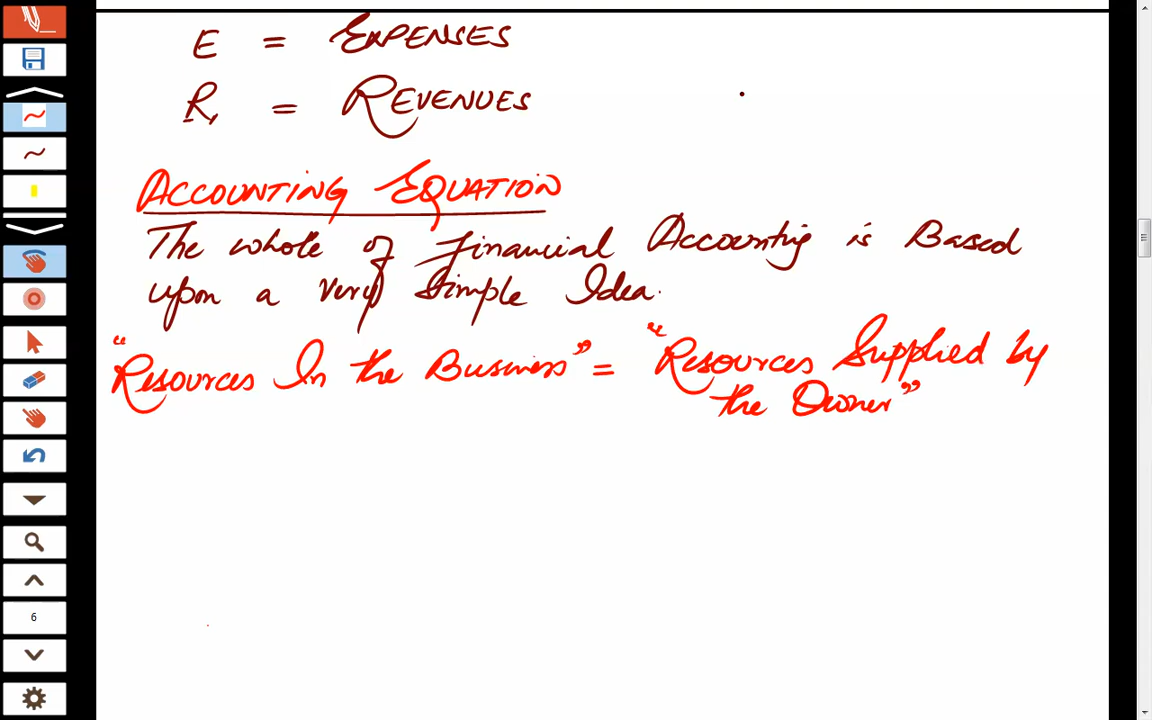 E = EXPENSES
R = REVENUES
ACCOUNTING EQUATION
The whole of Financial Accounting is Based
upon a very Simple Idea.
"Resources In the Business" = "Resources Supplied by
the Owner"
6